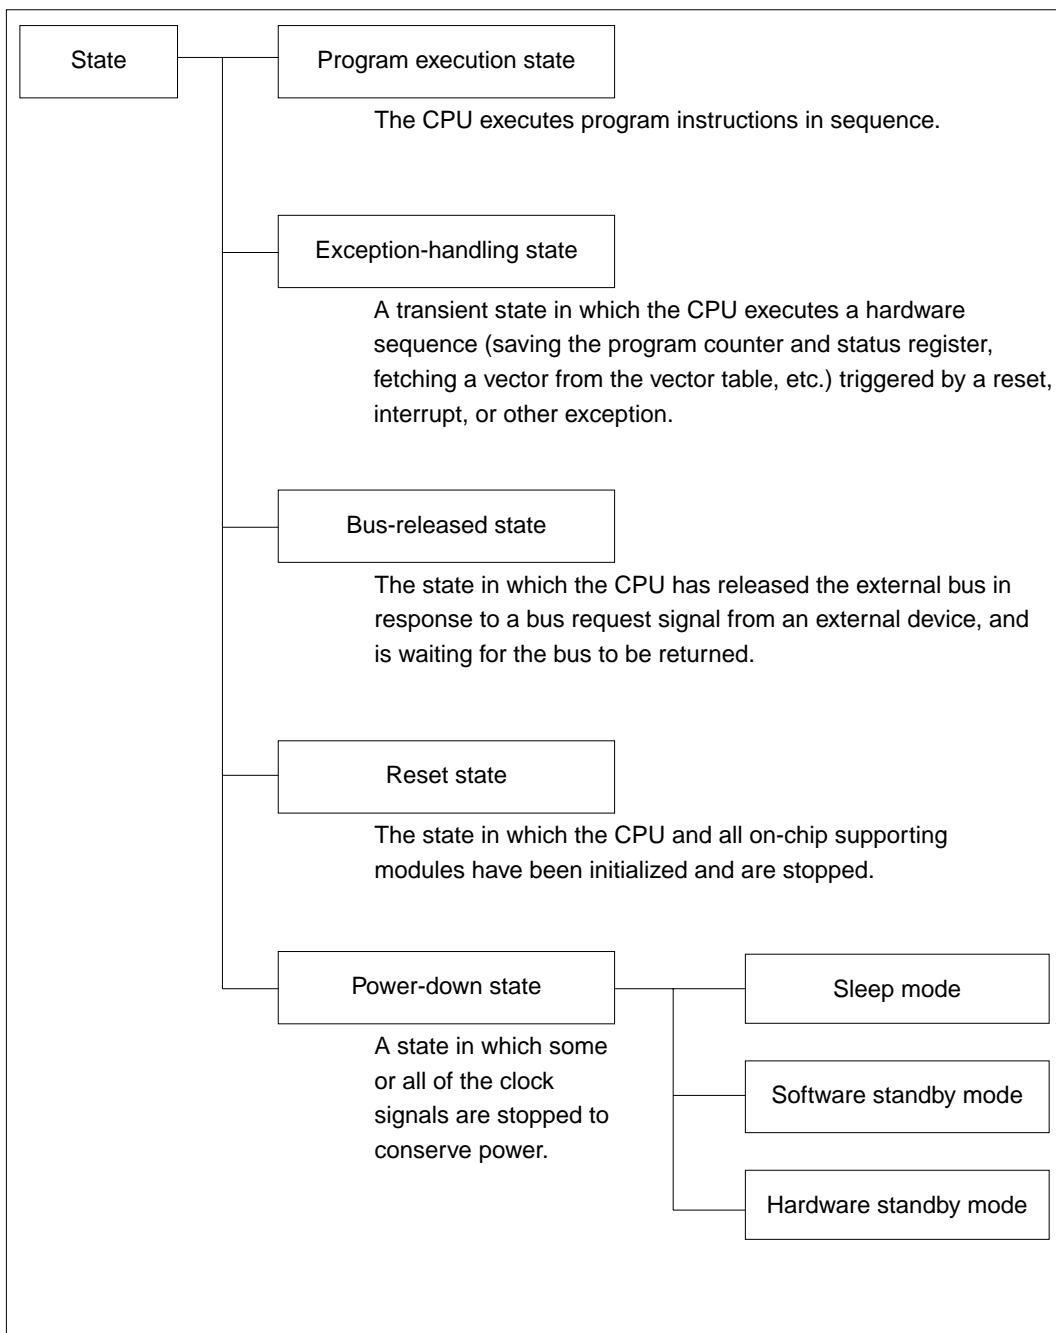 State
Program execution state
The CPU executes program instructions in sequence.
Exception-handling state
A transient state in which the CPU executes a hardware
sequence (saving the program counter and status register,
fetching a vector from the vector table, etc.) triggered by a reset,
interrupt, or other exception.
Bus-released state
The state in which the CPU has released the external bus in
response to a bus request signal from an external device, and
is waiting for the bus to be returned.
Reset state
The state in which the CPU and all on-chip supporting
modules have been initialized and are stopped.
Power-down state
A state in which some
or all of the clock
signals are stopped to
conserve power.
Sleep mode
Software standby mode
Hardware standby mode